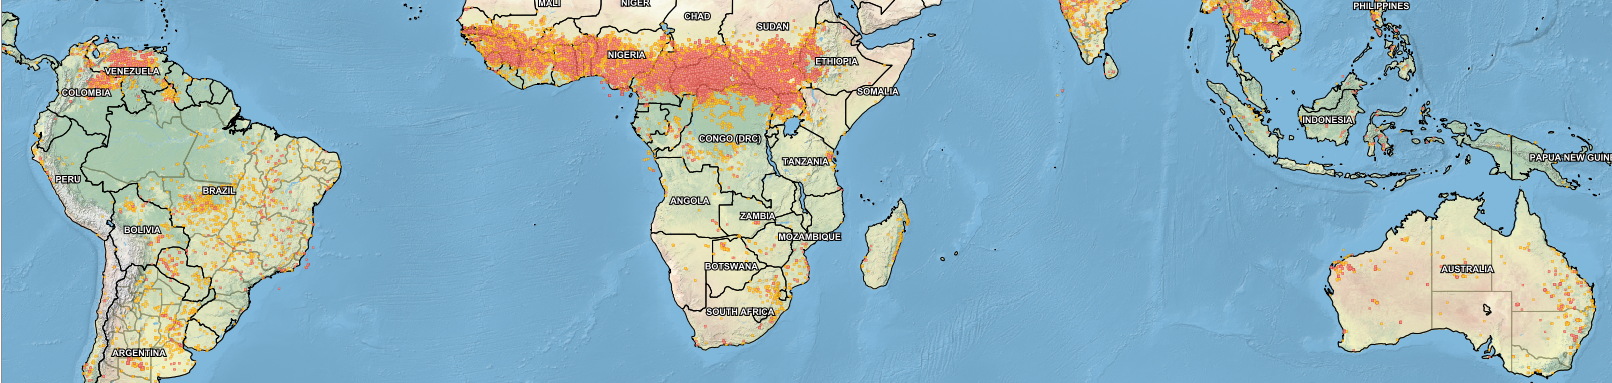 MALI
NIGER
CHAD
SUDAN
PHILIPPINES
NIGERIA
ETHIOPIA
VENEZUELA
COLOMBIA
SOMALIA
INDONESIA
CONGO (DRC)
TANZANIA
PAPUA NEW GUINE
PERU
BRAZIL
ANGOLA
ZAMBIA
BOLIVIA
MOZAMBIQUE
BOTSWANA
AUSTRALIA
SOUTH AFRICA
ARGENTINA